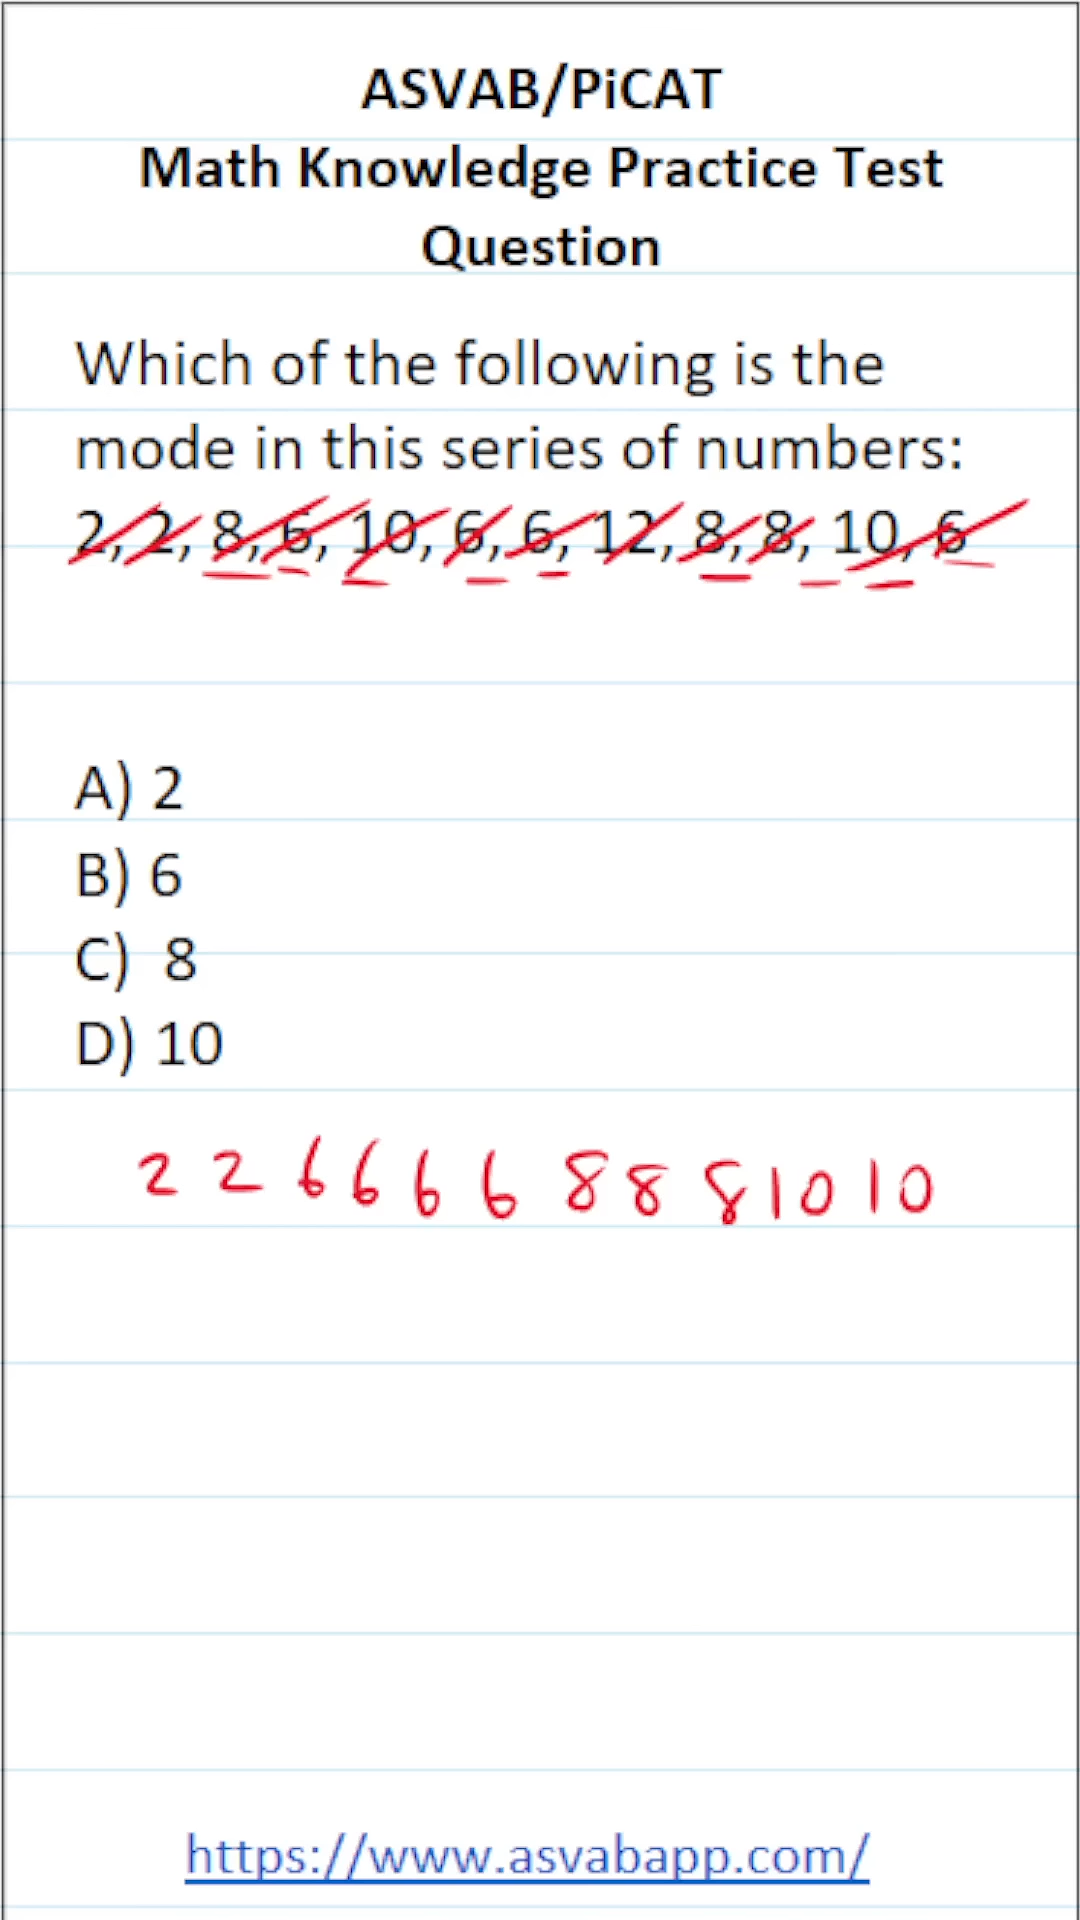 ASVAB/PiCAT
Math Knowledge Practice Test
Question
Which of the following is the
mode in this series of numbers:
2, 2, 8, 6, 10, 6, 6, 12, 8, 8, 10, 6
A) 2
B) 6
C) 8
D) 10
2 2 6 6 6 6 8 8 8 10 10
https://www.asvabapp.com/